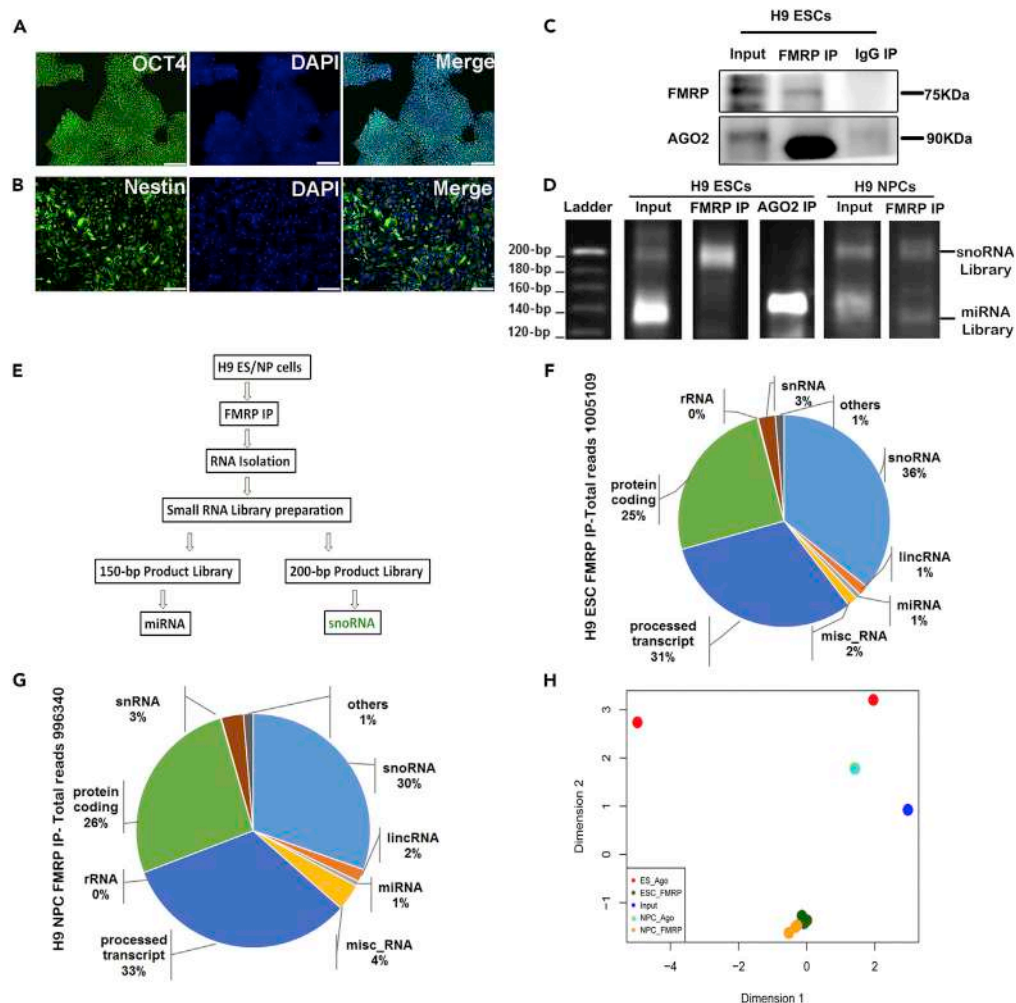 A
OCT4
DAPI
Merge
B
Nestin
DAPI
Merge
C
H9 ESCs
Input FMRP IP IgG IP
FMRP
75KDa
AGO2
90KDa
D
H9 ESCs
H9 NPCs
Ladder
Input
FMRP IP
AGO2 IP
Input
FMRP IP
200-bp
180-bp
160-bp
140-bp
120-bp
snoRNA
Library
miRNA
Library
E
H9 ES/NP cells
FMRP IP
RNA Isolation
Small RNA Library preparation
150-bp Product Library
200-bp Product Library
miRNA
snoRNA
F
H9 ESC FMRP IP-Total reads 1005109
rRNA
0%
snRNA
3%
others
1%
snoRNA
36%
protein
coding
25%
lincRNA
1%
miRNA
1%
misc_RNA
2%
processed
transcript
31%
G
H9 NPC FMRP IP- Total reads 996340
snRNA
3%
others
1%
snoRNA
30%
protein
coding
26%
lincRNA
2%
rRNA
0%
miRNA
1%
misc_RNA
4%
processed
transcript
33%
H
Dimension 2
3
2
1
0
−1
ES_Ago
ESC_FMRP
Input
NPC_Ago
NPC_FMRP
−4
−2
0
2
Dimension 1